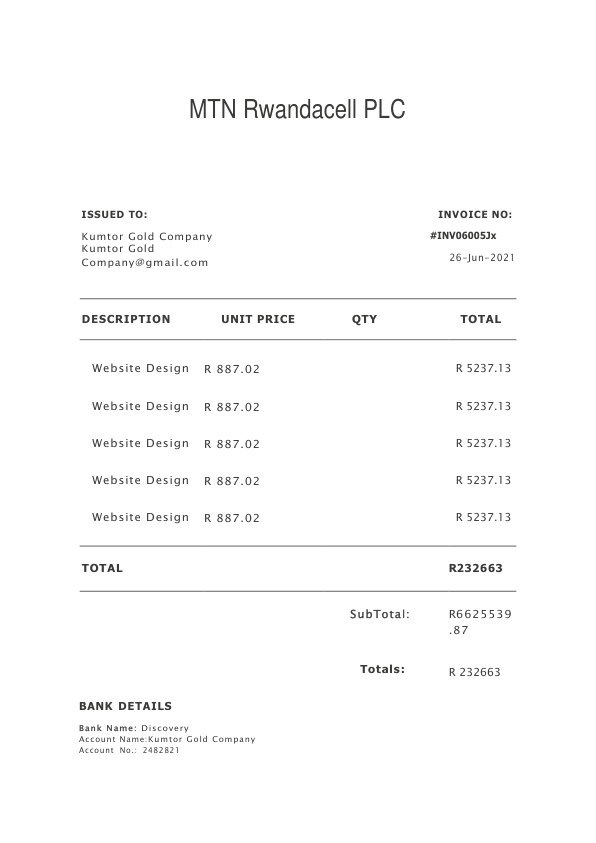 MTN Rwandacell PLC
ISSUED TO: INVOICE NO:
Kumtor Gold Company #INV06005Jx
Kumtor Gold
Company@gmail.com 26-Jun-2021
DESCRIPTION UNIT PRICE QTY TOTAL
Website Design R 887.02 R 5237.13
Website Design R 887.02 R 5237.13
Website Design R 887.02 R 5237.13
Website Design R 887.02 R 5237.13
Website Design R 887.02 R 5237.13
TOTAL R232663
SubTotal: R6625539
.87
Totals: R 232663
BANK DETAILS
Bank Name: Discovery
Account Name:Kumtor Gold Company
Account No.: 2482821